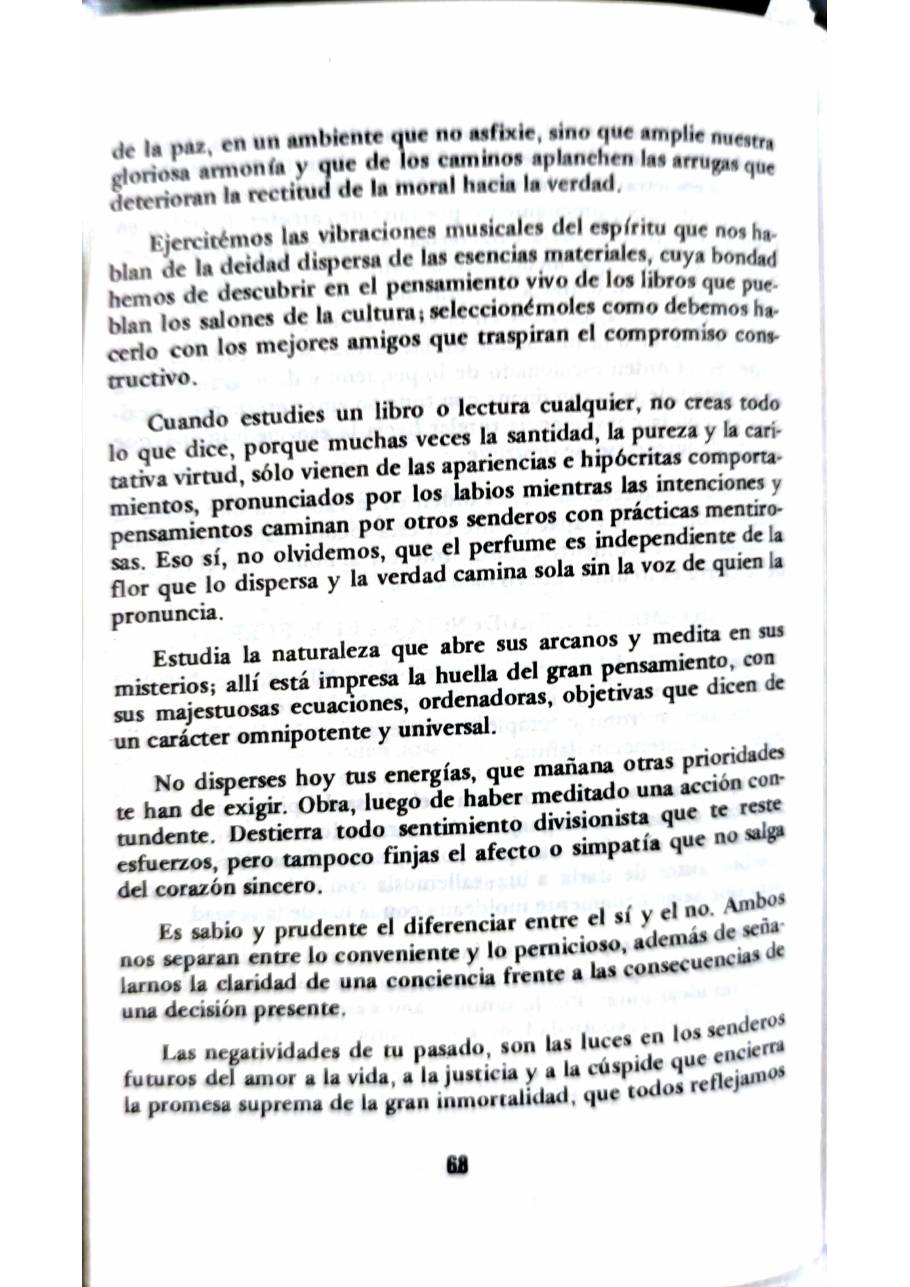 de la paz, en un ambiente que no asfixie, sino que amplie nuestra
gloriosa armonía y que de los caminos aplanchen las arrugas que
deterioran la rectitud de la moral hacia la verdad.
Ejercitémos las vibraciones musicales del espíritu que nos ha-
blan de la deidad dispersa de las esencias materiales, cuya bondad
hemos de descubrir en el pensamiento vivo de los libros que pue-
blan los salones de la cultura; seleccionémoles como debemos ha-
cerlo con los mejores amigos que traspiran el compromiso cons-
tructivo.
Cuando estudies un libro o lectura cualquier, no creas todo
lo que dice, porque muchas veces la santidad, la pureza y la cari-
tativa virtud, sólo vienen de las apariencias e hipócritas comporta-
mientos, pronunciados por los labios mientras las intenciones y
pensamientos caminan por otros senderos con prácticas mentiro-
sas. Eso sí, no olvidemos, que el perfume es independiente de la
flor que lo dispersa y la verdad camina sola sin la voz de quien la
pronuncia.
Estudia la naturaleza que abre sus arcanos y medita en sus
misterios; allí está impresa la huella del gran pensamiento, con
sus majestuosas ecuaciones, ordenadoras, objetivas que dicen de
un carácter omnipotente y universal.
No disperses hoy tus energías, que mañana otras prioridades
te han de exigir. Obra, luego de haber meditado una acción con-
tundente. Destierra todo sentimiento divisionista que te reste
esfuerzos, pero tampoco finjas el afecto o simpatía que no salga
del corazón sincero.
Es sabio y prudente el diferenciar entre el sí y el no. Ambos
nos separan entre lo conveniente y lo pernicioso, además de seña-
larnos la claridad de una conciencia frente a las consecuencias de
una decisión presente.
Las negatividades de tu pasado, son las luces en los senderos
futuros del amor a la vida, a la justicia y a la cúspide que encierra
la promesa suprema de la gran inmortalidad, que todos reflejamos
68